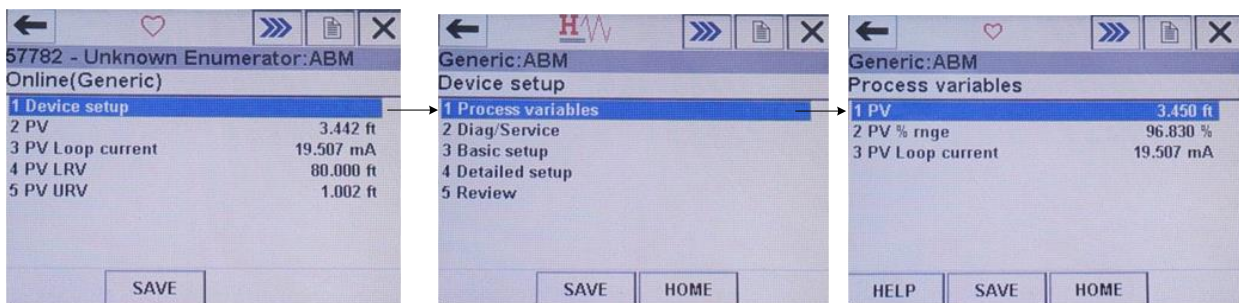 57782 - Unknown Enumerator:ABM
Online(Generic)
1 Device setup
2 PV 3.442 ft
3 PV Loop current 19.507 mA
4 PV LRV 80.000 ft
5 PV URV 1.002 ft
SAVE
H
Generic:ABM
Device setup
1 Process variables
2 Diag/Service
3 Basic setup
4 Detailed setup
5 Review
SAVE HOME
Generic:ABM
Process variables
1 PV 3.450 ft
2 PV % rnge 96.830 %
3 PV Loop current 19.507 mA
HELP SAVE HOME